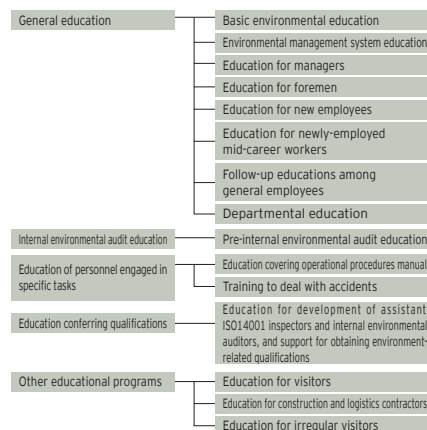 General education
Basic environmental education
Environmental management system education
Education for managers
Education for foremen
Education for new employees
Education for newly-employed
mid-career workers
Follow-up educations among
general employees
Departmental education
Internal environmental audit education
Pre-internal environmental audit education
Education of personnel engaged in
specific tasks
Education covering operational procedures manual
Training to deal with accidents
Education conferring qualifications
Education for development of assistant
ISO14001 inspectors and internal environmental
auditors, and support for obtaining environment-
related qualifications
Other educational programs
Education for visitors
Education for construction and logistics contractors
Education for irregular visitors